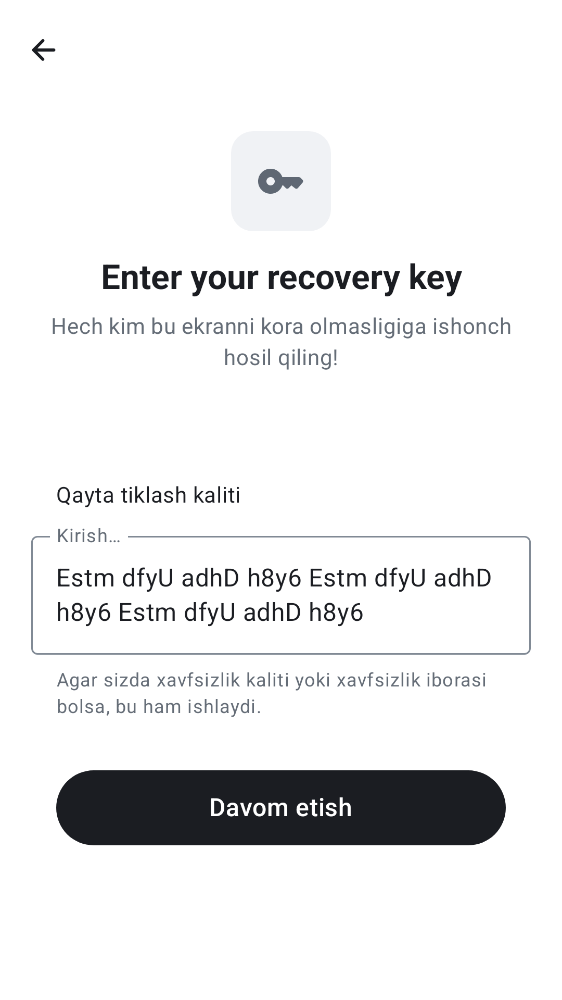 Enter your recovery key
Hech kim bu ekranni kora olmasligiga ishonch
hosil qiling!
Qayta tiklash kaliti
Kirish…
Estm dfyU adhD h8y6 Estm dfyU adhD
h8y6 Estm dfyU adhD h8y6
Agar sizda xavfsizlik kaliti yoki xavfsizlik iborasi
bolsa, bu ham ishlaydi.
Davom etish